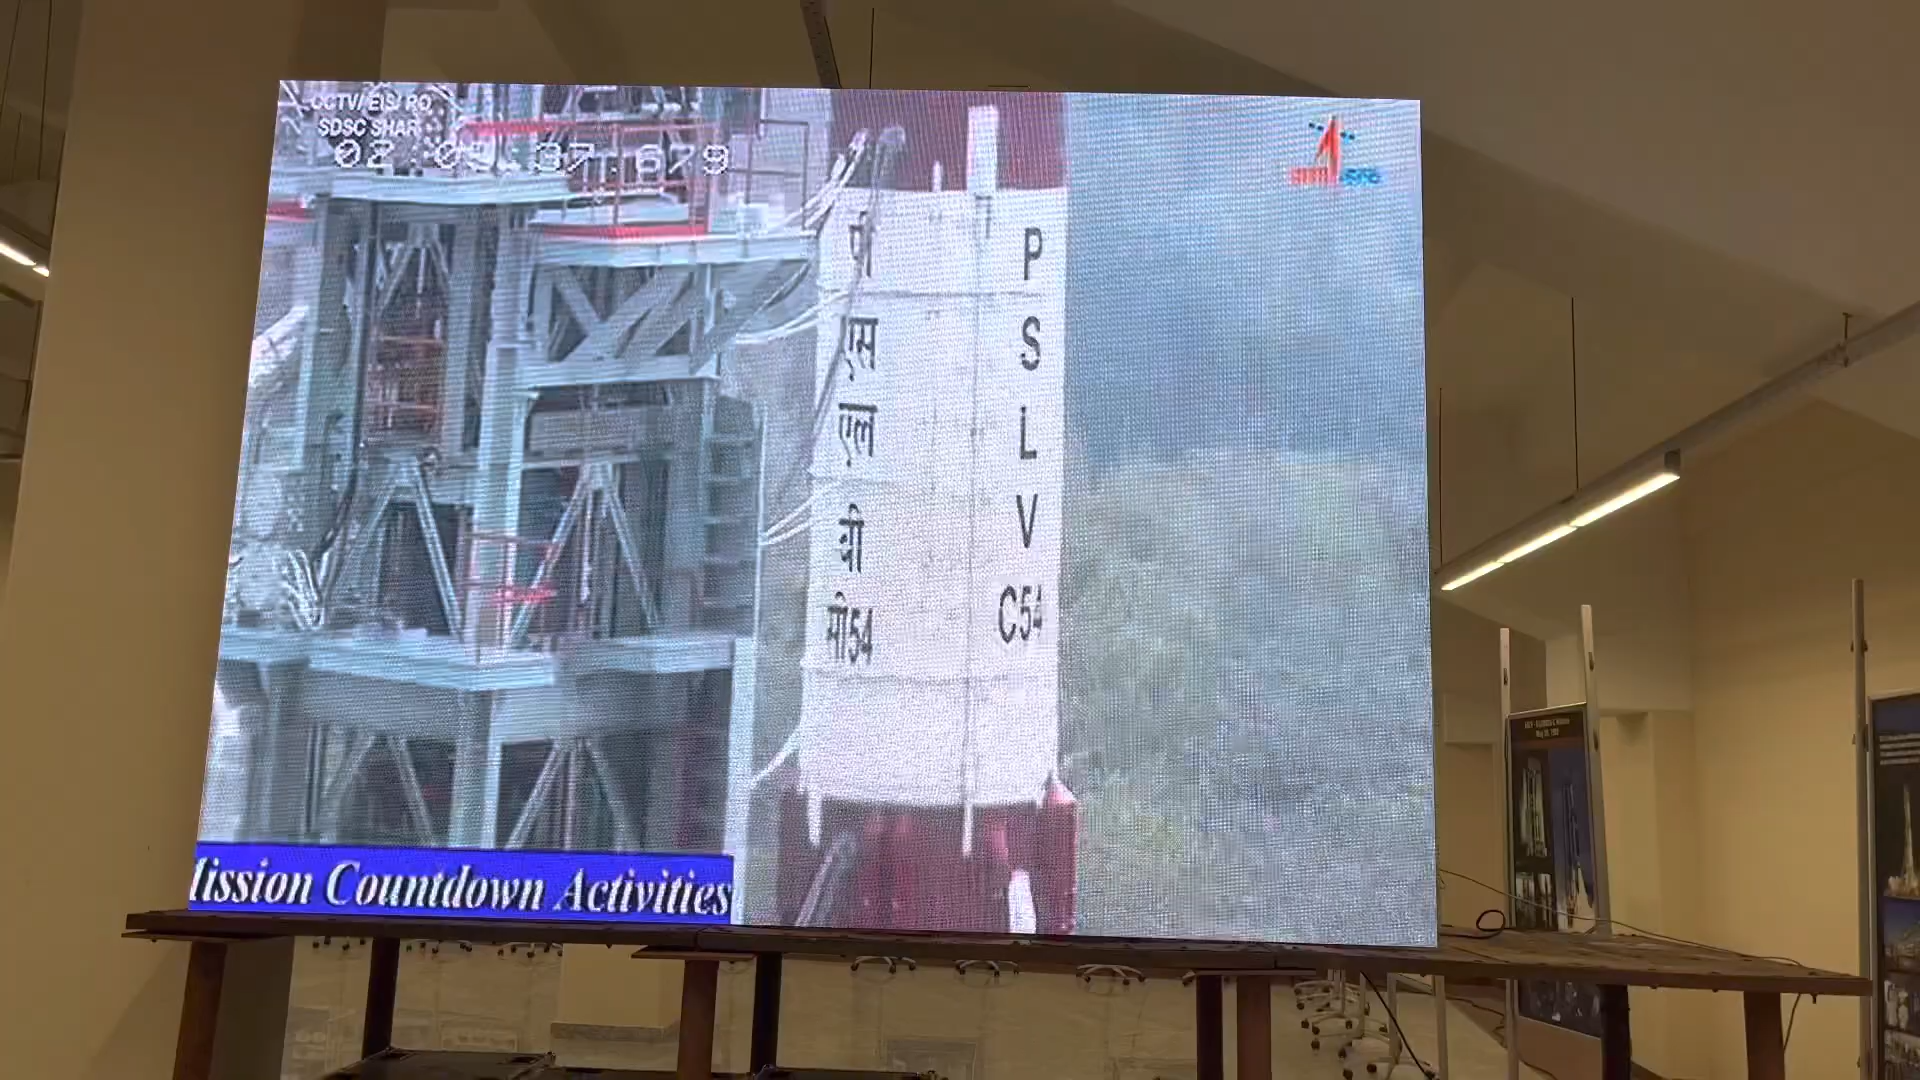 CCTV/ EIS/ RO
SDSC SHAR
पी
एस
एल
वी
सी54
P
S
L
V
C54
ission Countdown Activities